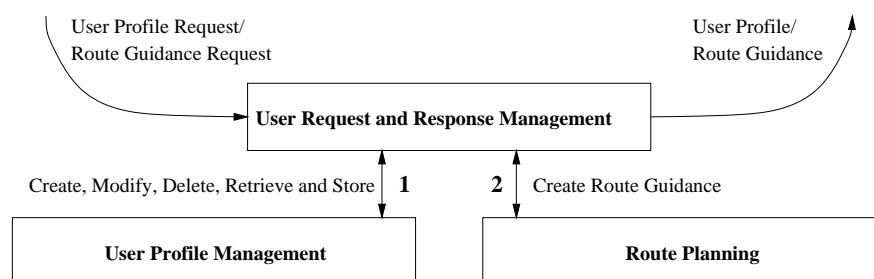 User Profile Request/
Route Guidance Request
User Profile/
Route Guidance
User Request and Response Management
Create, Modify, Delete, Retrieve and Store
1
2
Create Route Guidance
User Profile Management
Route Planning